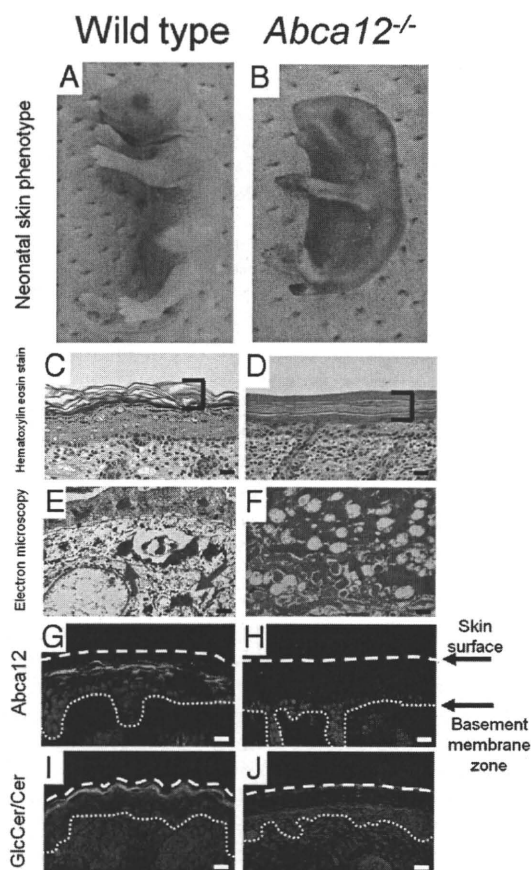 Wild type Abca12-/-
Neonatal skin phenotype
A B
Hematoxylin eosin stain
C D
Electron microscopy
E F
Abca12
G H
Skin surface
Basement membrane zone
GlcCer/Cer
I J